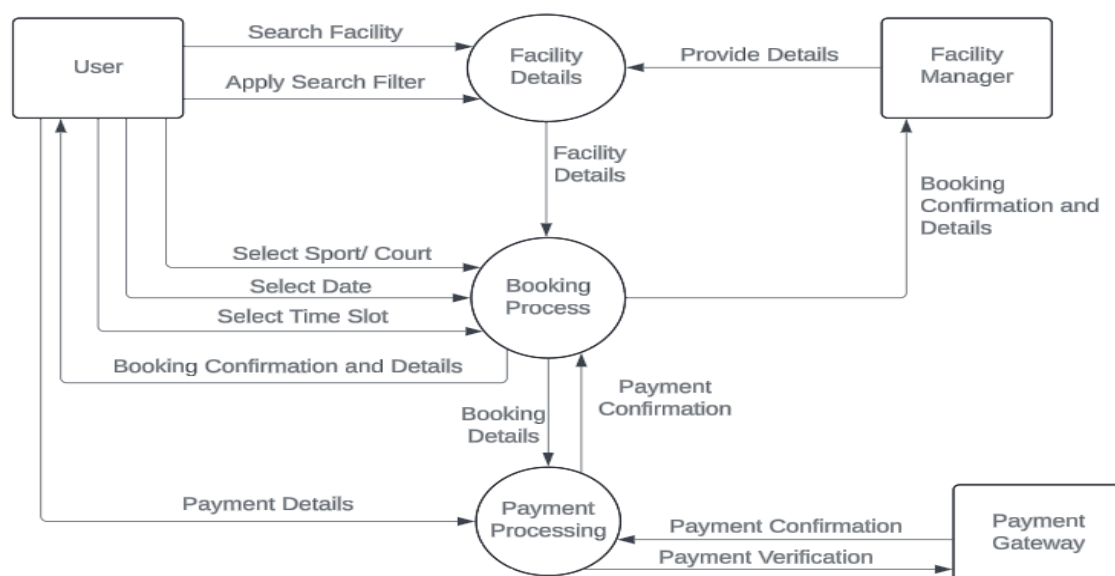 Search Facility
User
Apply Search Filter
Facility
Details
Provide Details
Facility
Manager
Facility
Details
Booking
Confirmation and
Details
Select Sport/ Court
Select Date
Select Time Slot
Booking
Process
Booking Confirmation and Details
Payment
Confirmation
Booking
Details
Payment Details
Payment
Processing
Payment Confirmation
Payment Verification
Payment
Gateway